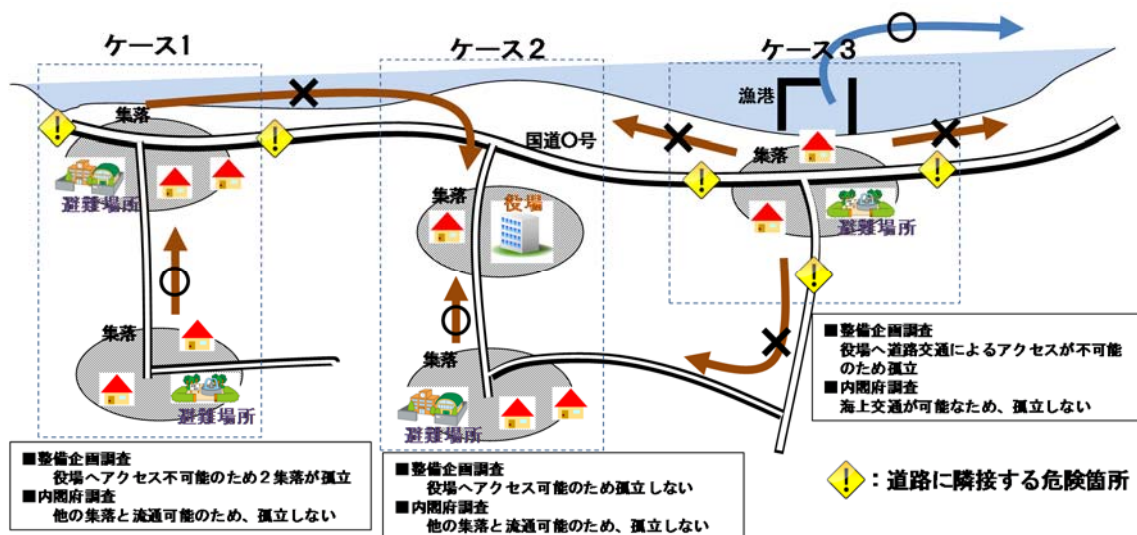 ケース1
ケース2
ケース3
漁港
集落
国道〇号
集落
避難場所
集落
役場
避難場所
集落
集落
避難場所
避難場所
■整備企画調査
役場へ道路交通によるアクセスが不可能
のため孤立
■内閣府調査
海上交通が可能なため、孤立しない
■整備企画調査
役場へアクセス不可能のため2集落が孤立
■内閣府調査
他の集落と流通可能のため、孤立しない
■整備企画調査
役場へアクセス可能のため孤立しない
■内閣府調査
他の集落と流通可能のため、孤立しない
:道路に隣接する危険箇所